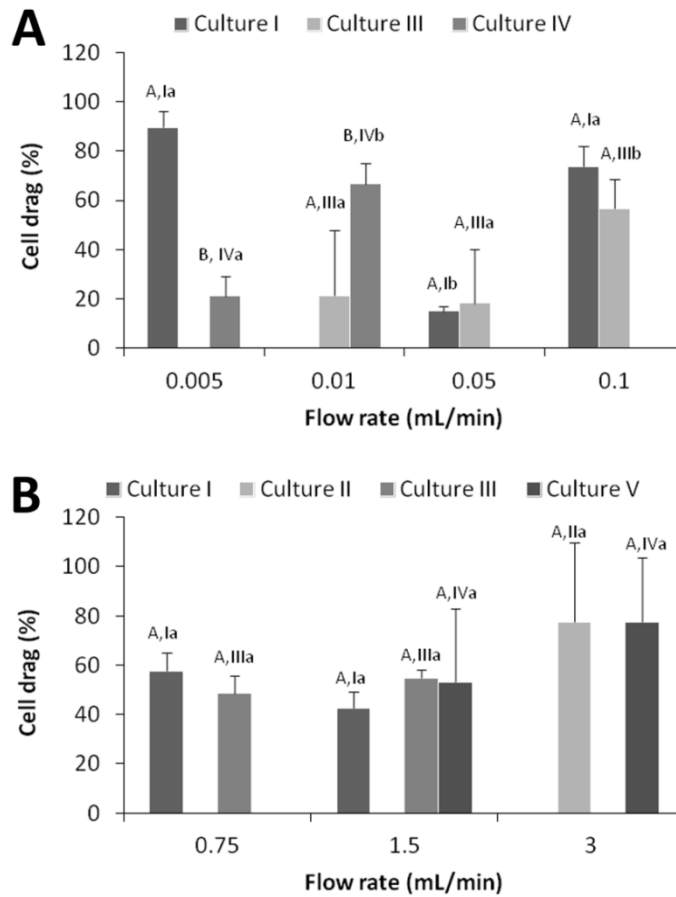 A
Culture I Culture III Culture IV
120
100
80
60
40
20
0
Cell drag (%)
A,Ia
B, IVa
A,IIIa
B,IVb
A,Ib
A,IIIa
A,Ia
A,IIIb
0.005 0.01 0.05 0.1
Flow rate (mL/min)
B
Culture I Culture II Culture III Culture V
120
100
80
60
40
20
0
Cell drag (%)
A,Ia
A,IIIa
A,Ia
A,IIIa
A,IVa
A,IIa
A,IVa
0.75 1.5 3
Flow rate (mL/min)